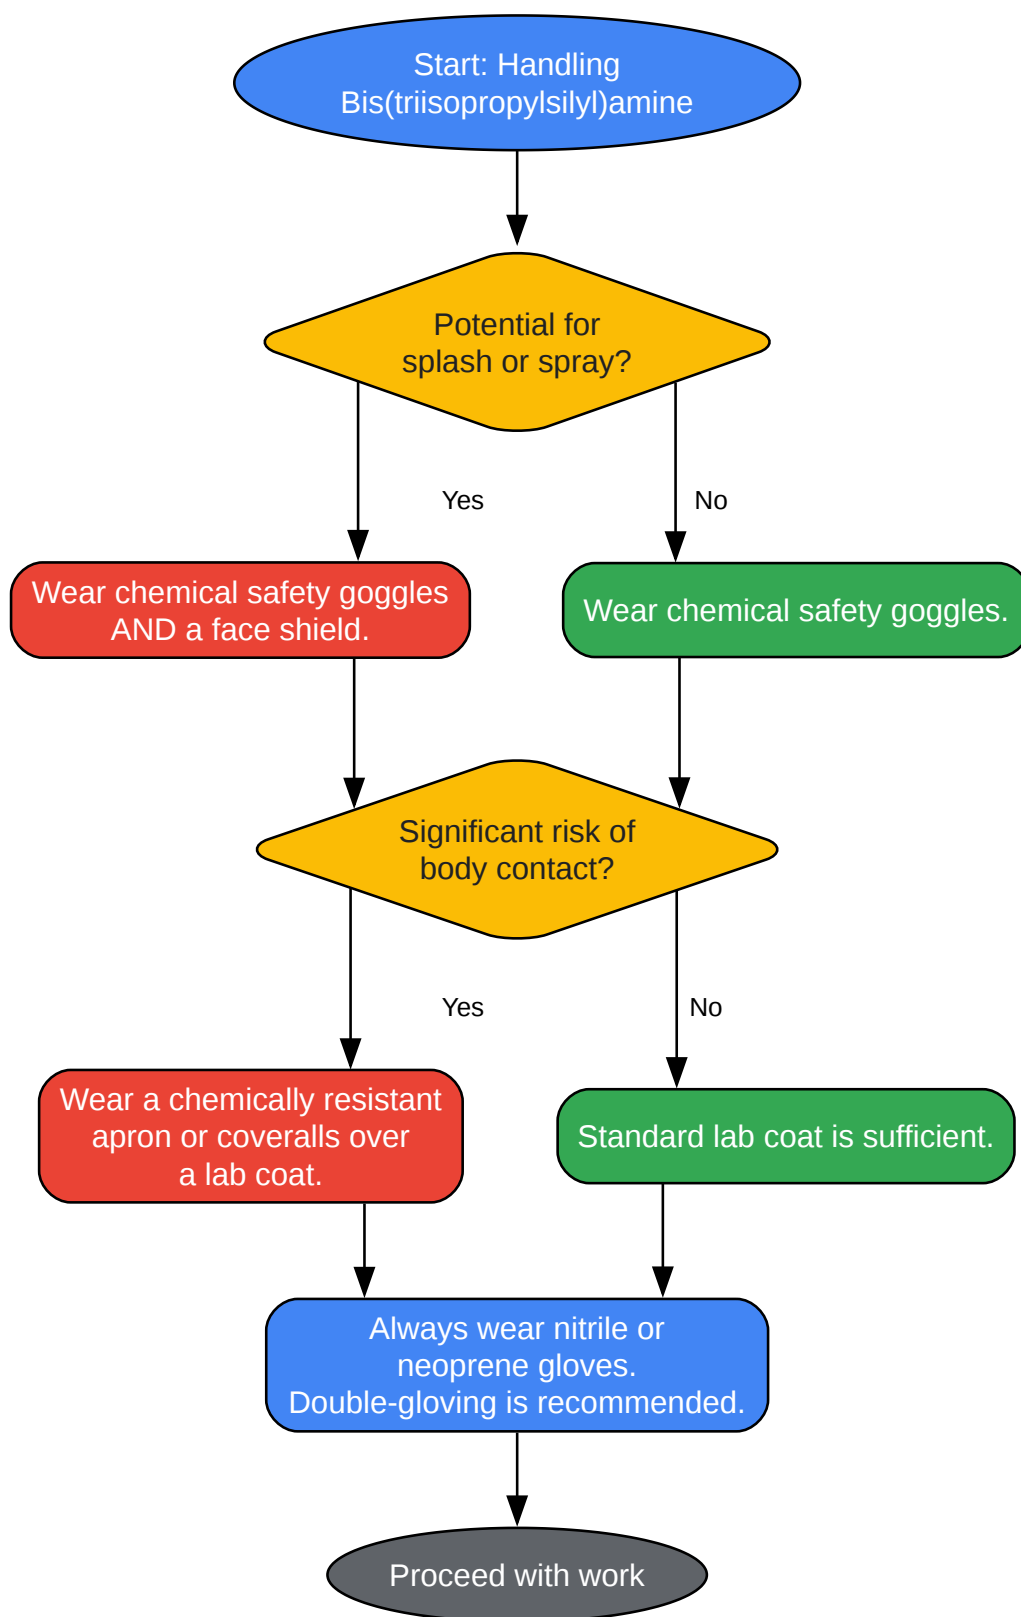 Start: Handling
Bis(triisopropylsilyl)amine
Potential for
splash or spray?
Yes
No
Wear chemical safety goggles
AND a face shield.
Wear chemical safety goggles.
Significant risk of
body contact?
Yes
No
Wear a chemically resistant
apron or coveralls over
a lab coat.
Standard lab coat is sufficient.
Always wear nitrile or
neoprene gloves.
Double-gloving is recommended.
Proceed with work